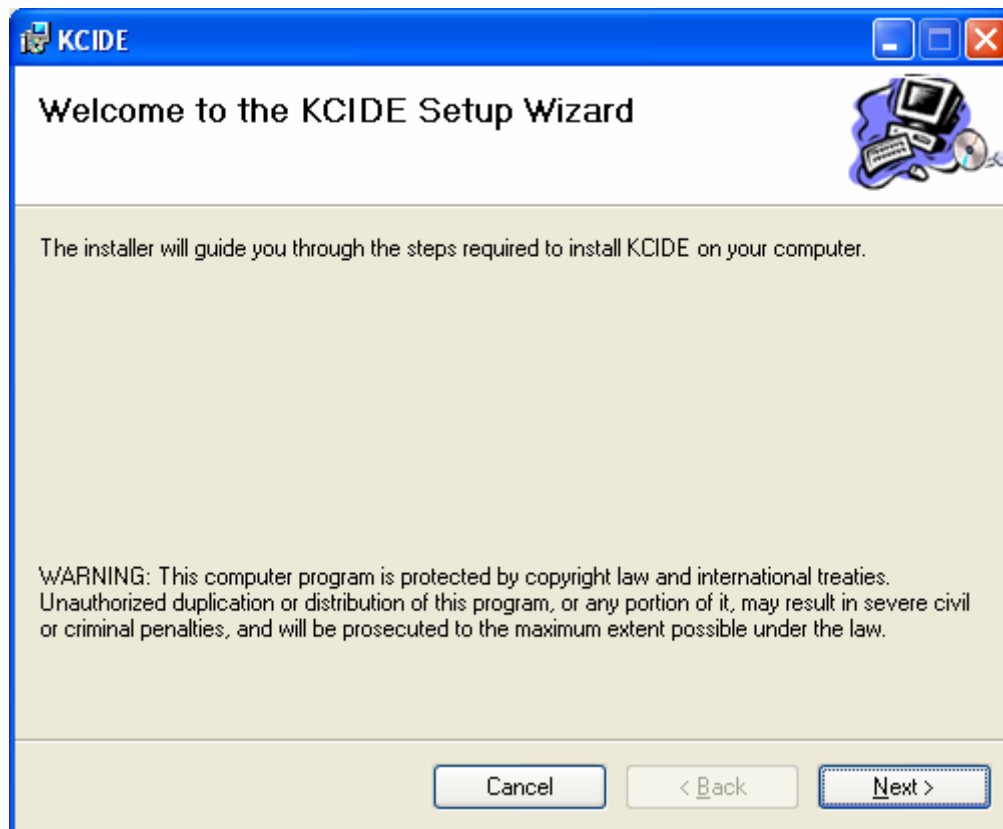 KCIDE
Welcome to the KCIDE Setup Wizard
The installer will guide you through the steps required to install KCIDE on your computer.
WARNING: This computer program is protected by copyright law and international treaties.
Unauthorized duplication or distribution of this program, or any portion of it, may result in severe civil
or criminal penalties, and will be prosecuted to the maximum extent possible under the law.
Cancel
< Back
Next >